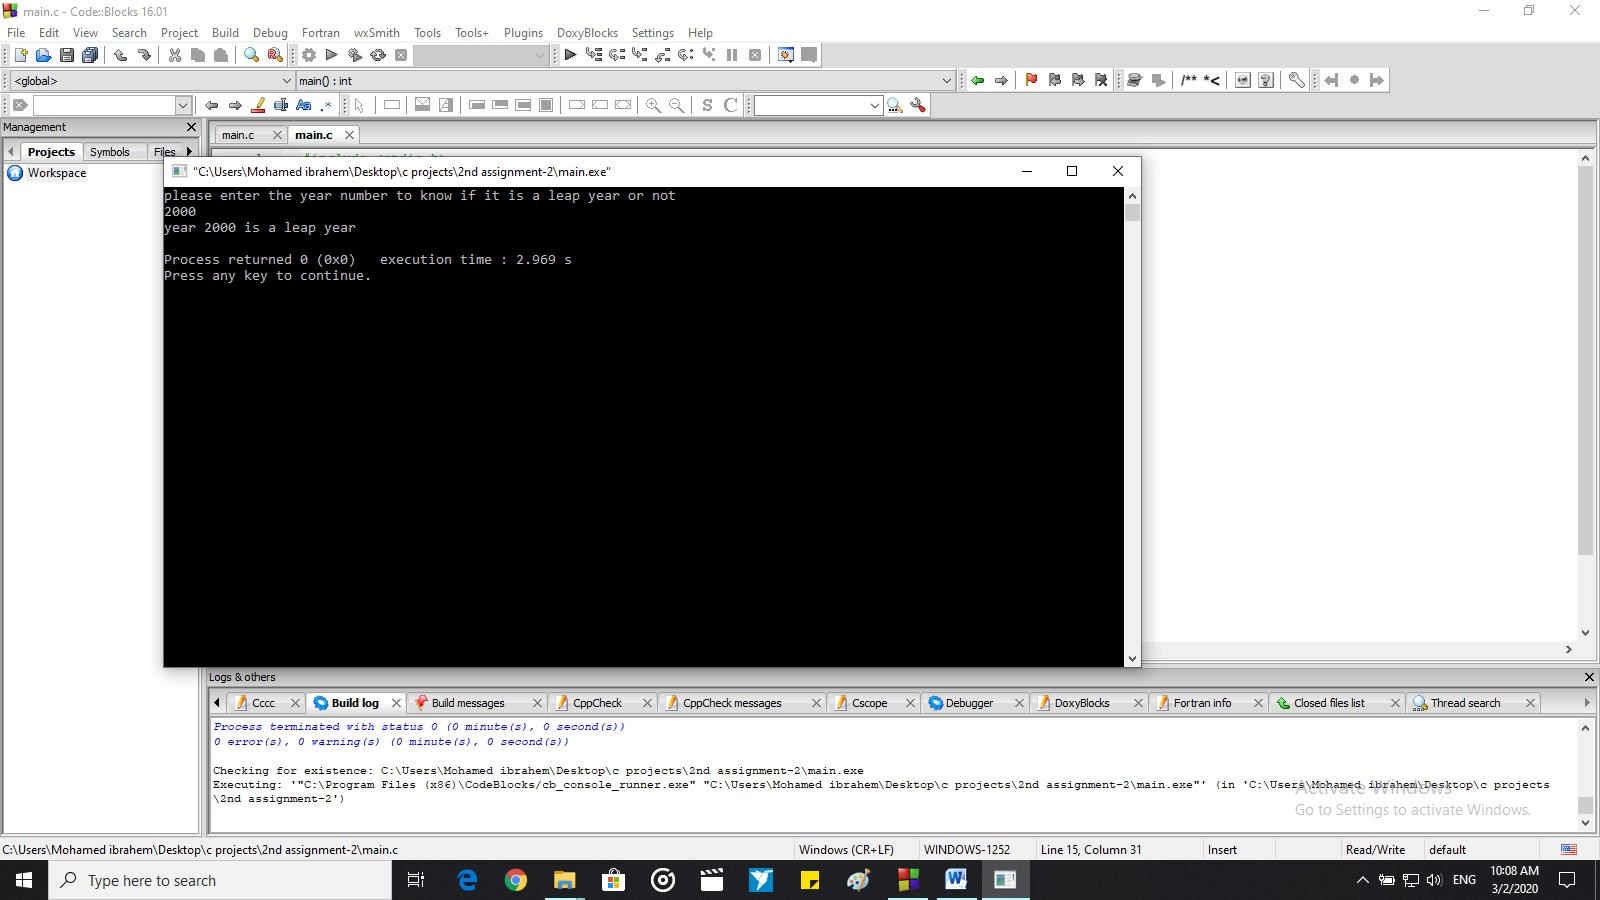 main.c - Code::Blocks 16.01
File Edit View Search Project Build Debug Fortran wxSmith Tools Tools+ Plugins DoxyBlocks Settings Help
<global> main() : int
/** *<
Aa .* S C
Management
main.c main.c
Projects Symbols Files
Workspace
"C:\Users\Mohamed ibrahem\Desktop\c projects\2nd assignment-2\main.exe"
please enter the year number to know if it is a leap year or not
2000
year 2000 is a leap year
Process returned 0 (0x0) execution time : 2.969 s
Press any key to continue.
Logs & others
Cccc Build log Build messages CppCheck CppCheck messages Cscope Debugger DoxyBlocks Fortran info Closed files list Thread search
Process terminated with status 0 (0 minute(s), 0 second(s))
0 error(s), 0 warning(s) (0 minute(s), 0 second(s))
Checking for existence: C:\Users\Mohamed ibrahem\Desktop\c projects\2nd assignment-2\main.exe
Executing: '"C:\Program Files (x86)\CodeBlocks/cb_console_runner.exe" "C:\Users\Mohamed ibrahem\Desktop\c projects\2nd assignment-2\main.exe"' (in 'C:\Users\Mohamed ibrahem\Desktop\c projects
\2nd assignment-2')
Activate Windows
Go to Settings to activate Windows.
C:\Users\Mohamed ibrahem\Desktop\c projects\2nd assignment-2\main.c Windows (CR+LF) WINDOWS-1252 Line 15, Column 31 Insert Read/Write default
Type here to search
ENG
10:08 AM
3/2/2020